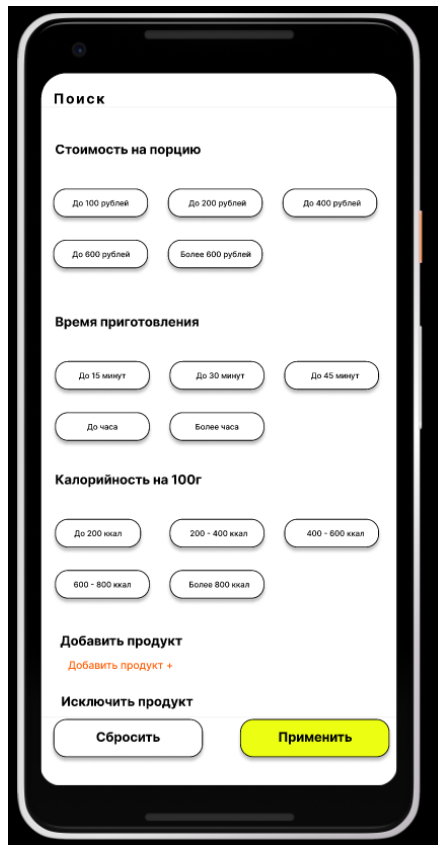 Поиск
Стоимость на порцию
До 100 рублей До 200 рублей До 400 рублей
До 600 рублей Более 600 рублей
Время приготовления
До 15 минут До 30 минут До 45 минут
До часа Более часа
Калорийность на 100г
До 200 ккал 200 - 400 ккал 400 - 600 ккал
600 - 800 ккал Более 800 ккал
Добавить продукт
Добавить продукт +
Исключить продукт
Сбросить Применить